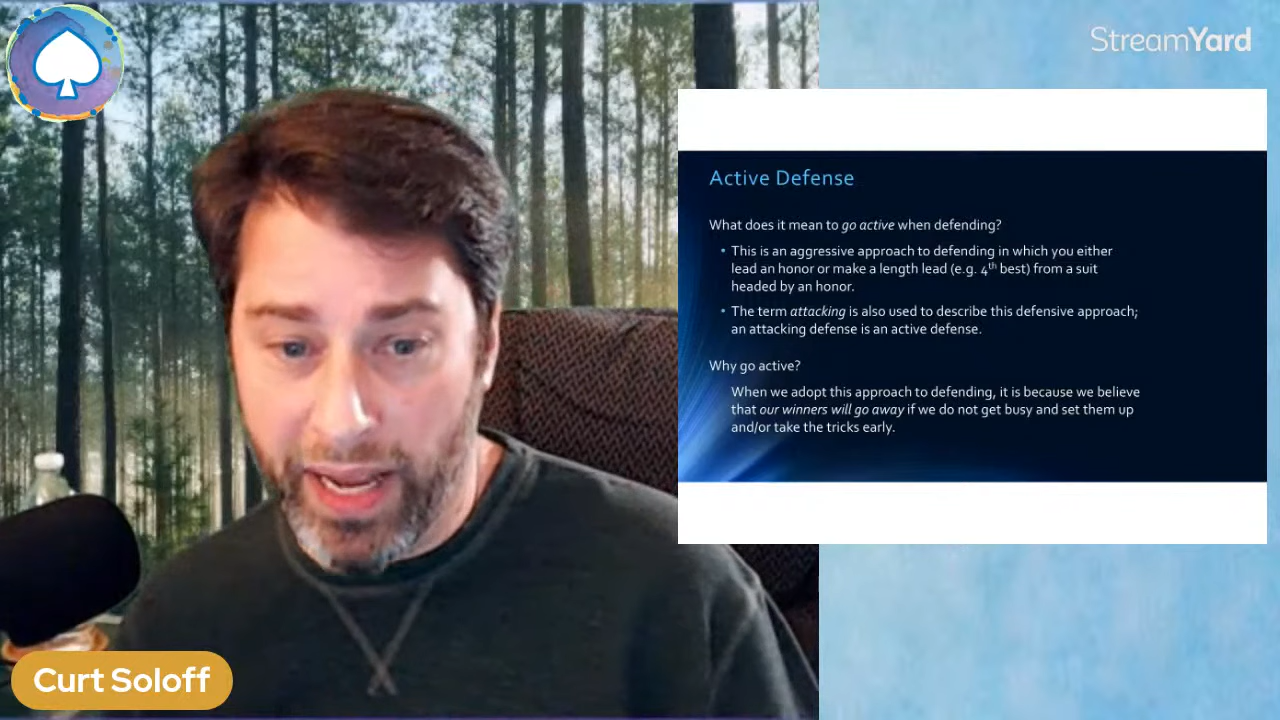 StreamYard
Active Defense
What does it mean to go active when defending?
• This is an aggressive approach to defending in which you either
lead an honor or make a length lead (e.g. 4th best) from a suit
headed by an honor.
• The term attacking is also used to describe this defensive approach;
an attacking defense is an active defense.
Why go active?
When we adopt this approach to defending, it is because we believe
that our winners will go away if we do not get busy and set them up
and/or take the tricks early.
Curt Soloff